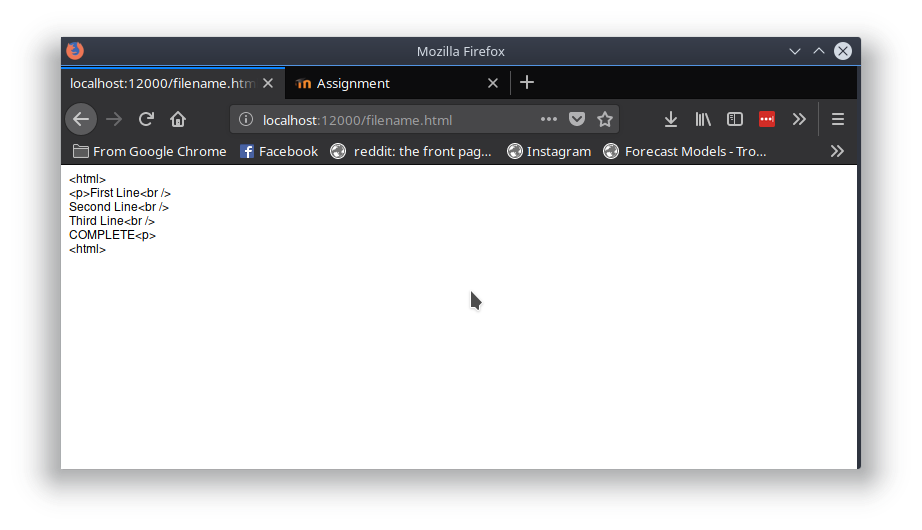 Mozilla Firefox
localhost:12000/filename.htm
Assignment
localhost:12000/filename.html
From Google Chrome
Facebook
reddit: the front pag...
Instagram
Forecast Models - Tro...
<html>
<p>First Line<br />
Second Line<br />
Third Line<br />
COMPLETE<p>
<html>